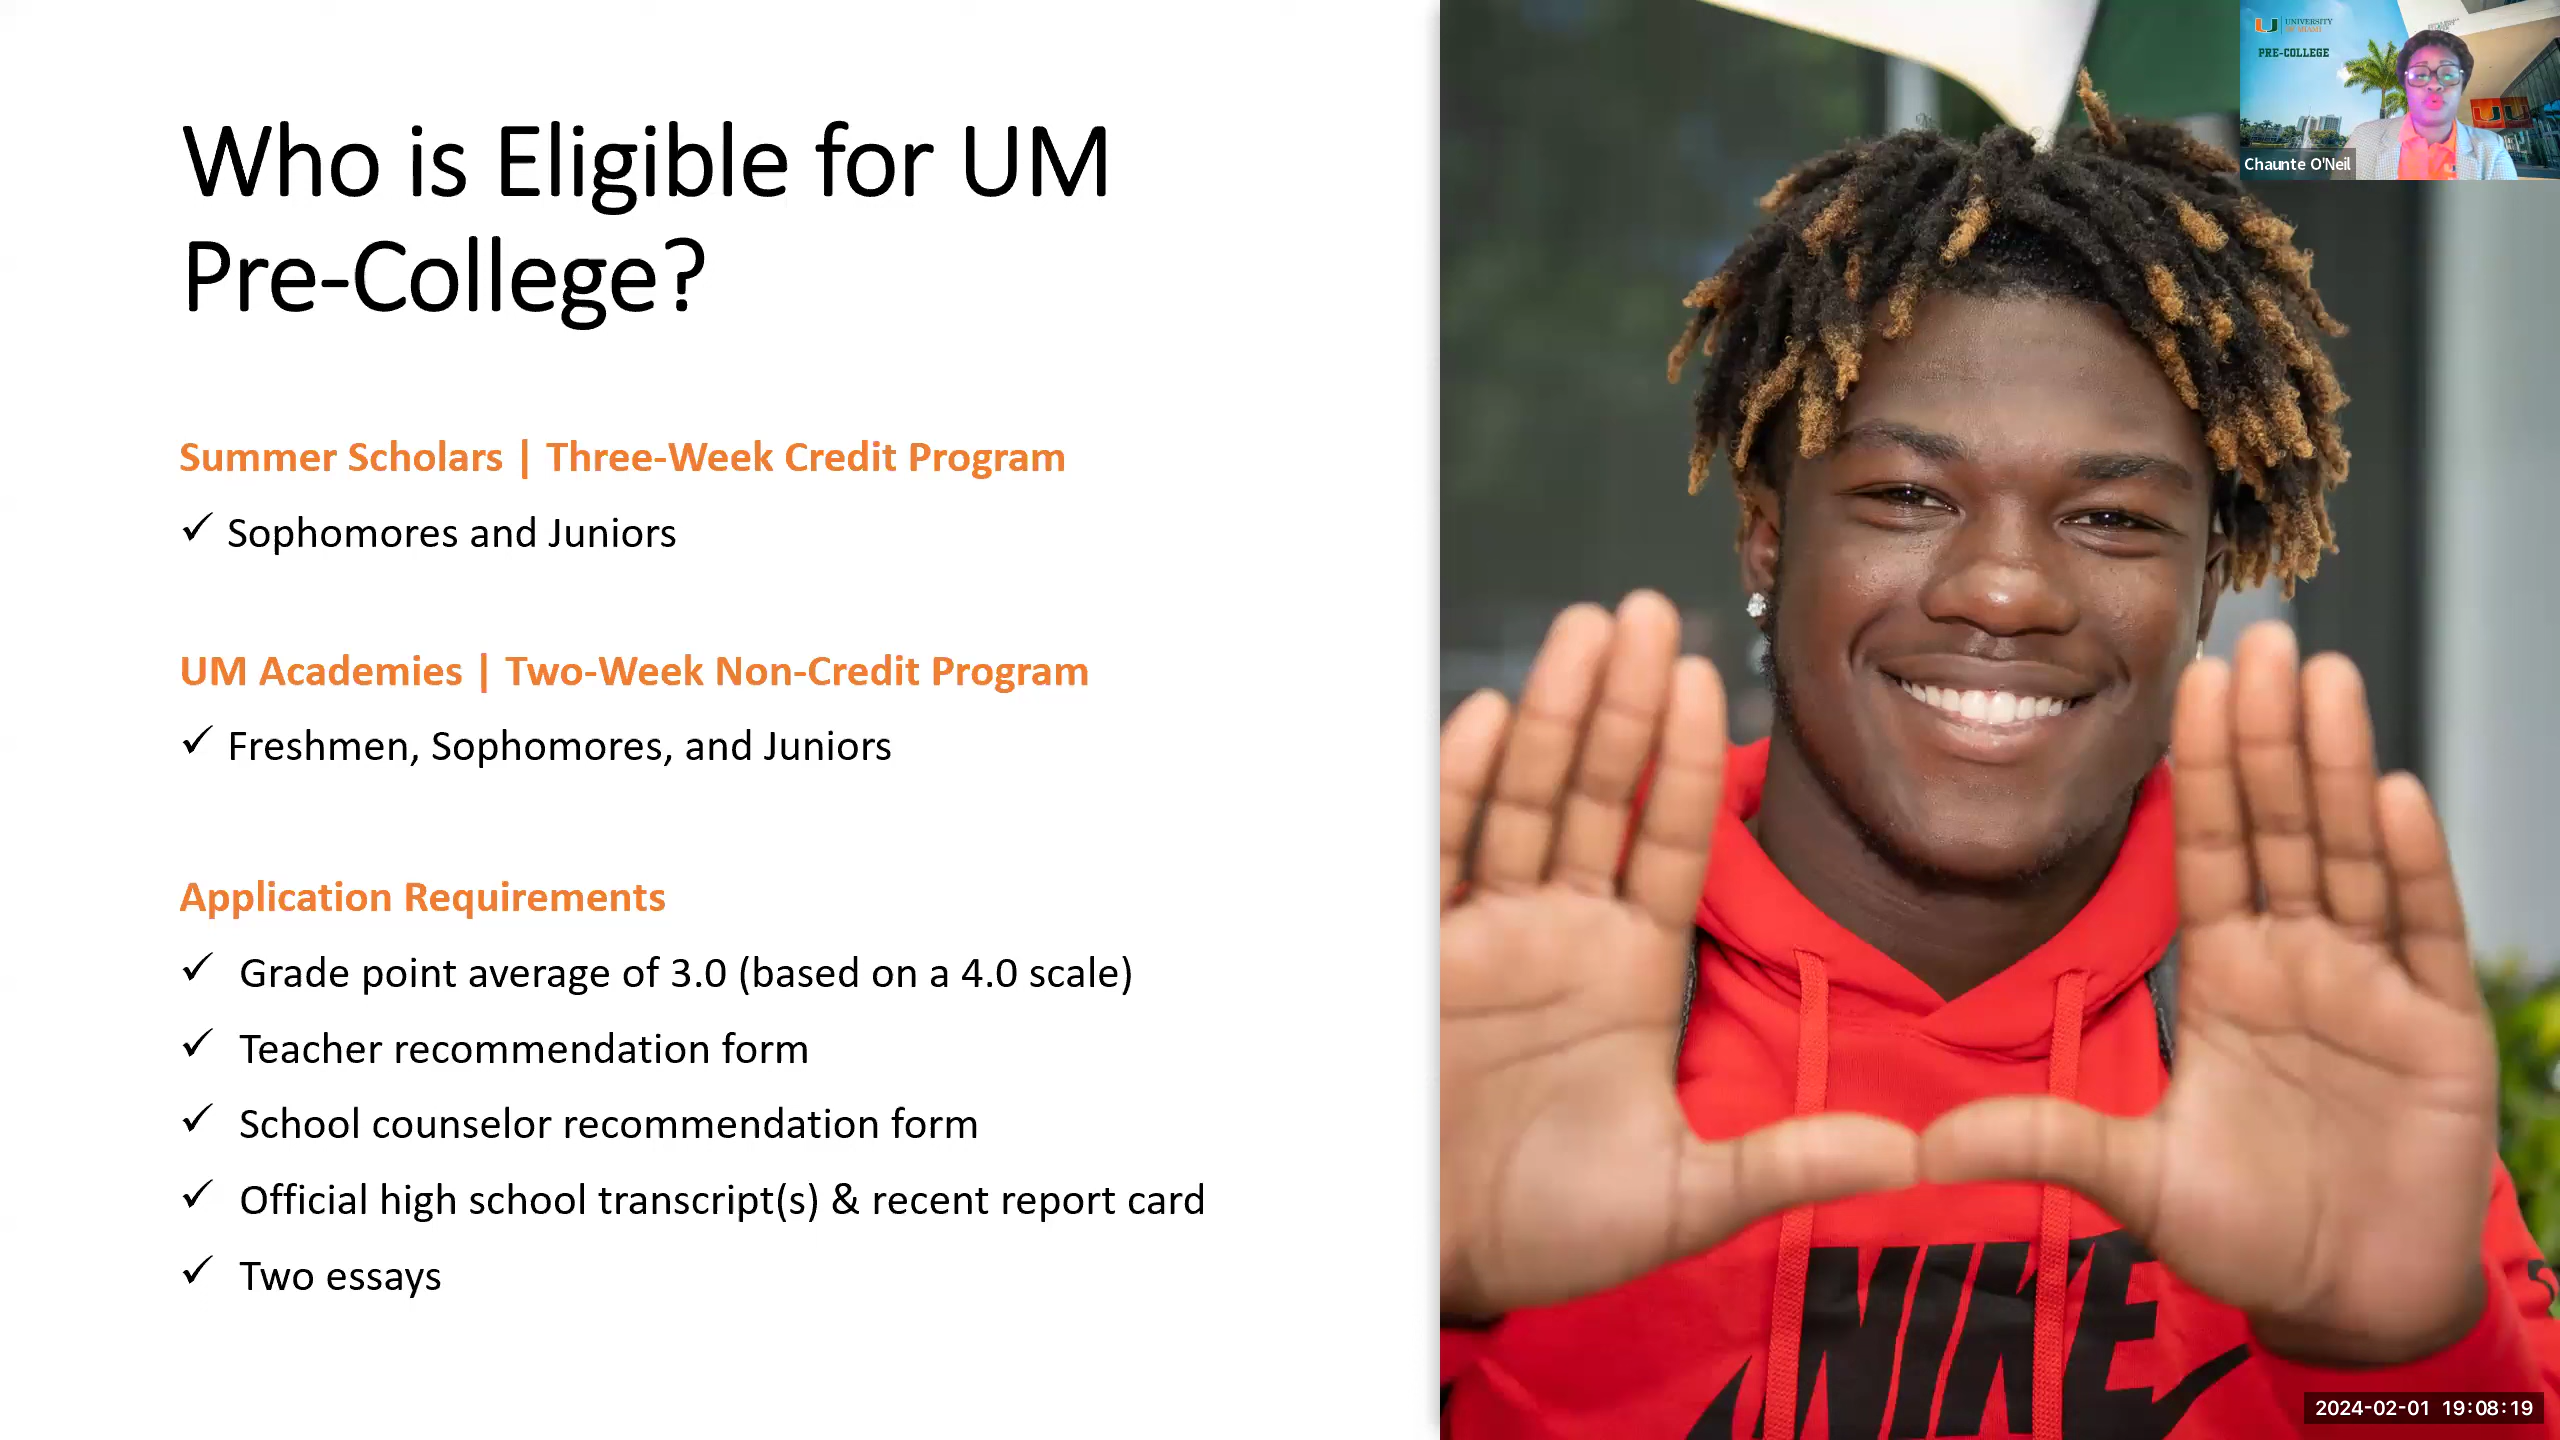 Who is Eligible for UM
Pre-College?
Summer Scholars | Three-Week Credit Program
✓ Sophomores and Juniors
UM Academies | Two-Week Non-Credit Program
✓ Freshmen, Sophomores, and Juniors
Application Requirements
✓ Grade point average of 3.0 (based on a 4.0 scale)
✓ Teacher recommendation form
✓ School counselor recommendation form
✓ Official high school transcript(s) & recent report card
✓ Two essays
UNIVERSITY
OF MIAMI
PRE-COLLEGE
Chaunte O'Neil
NIKE
2024-02-01 19:08:19